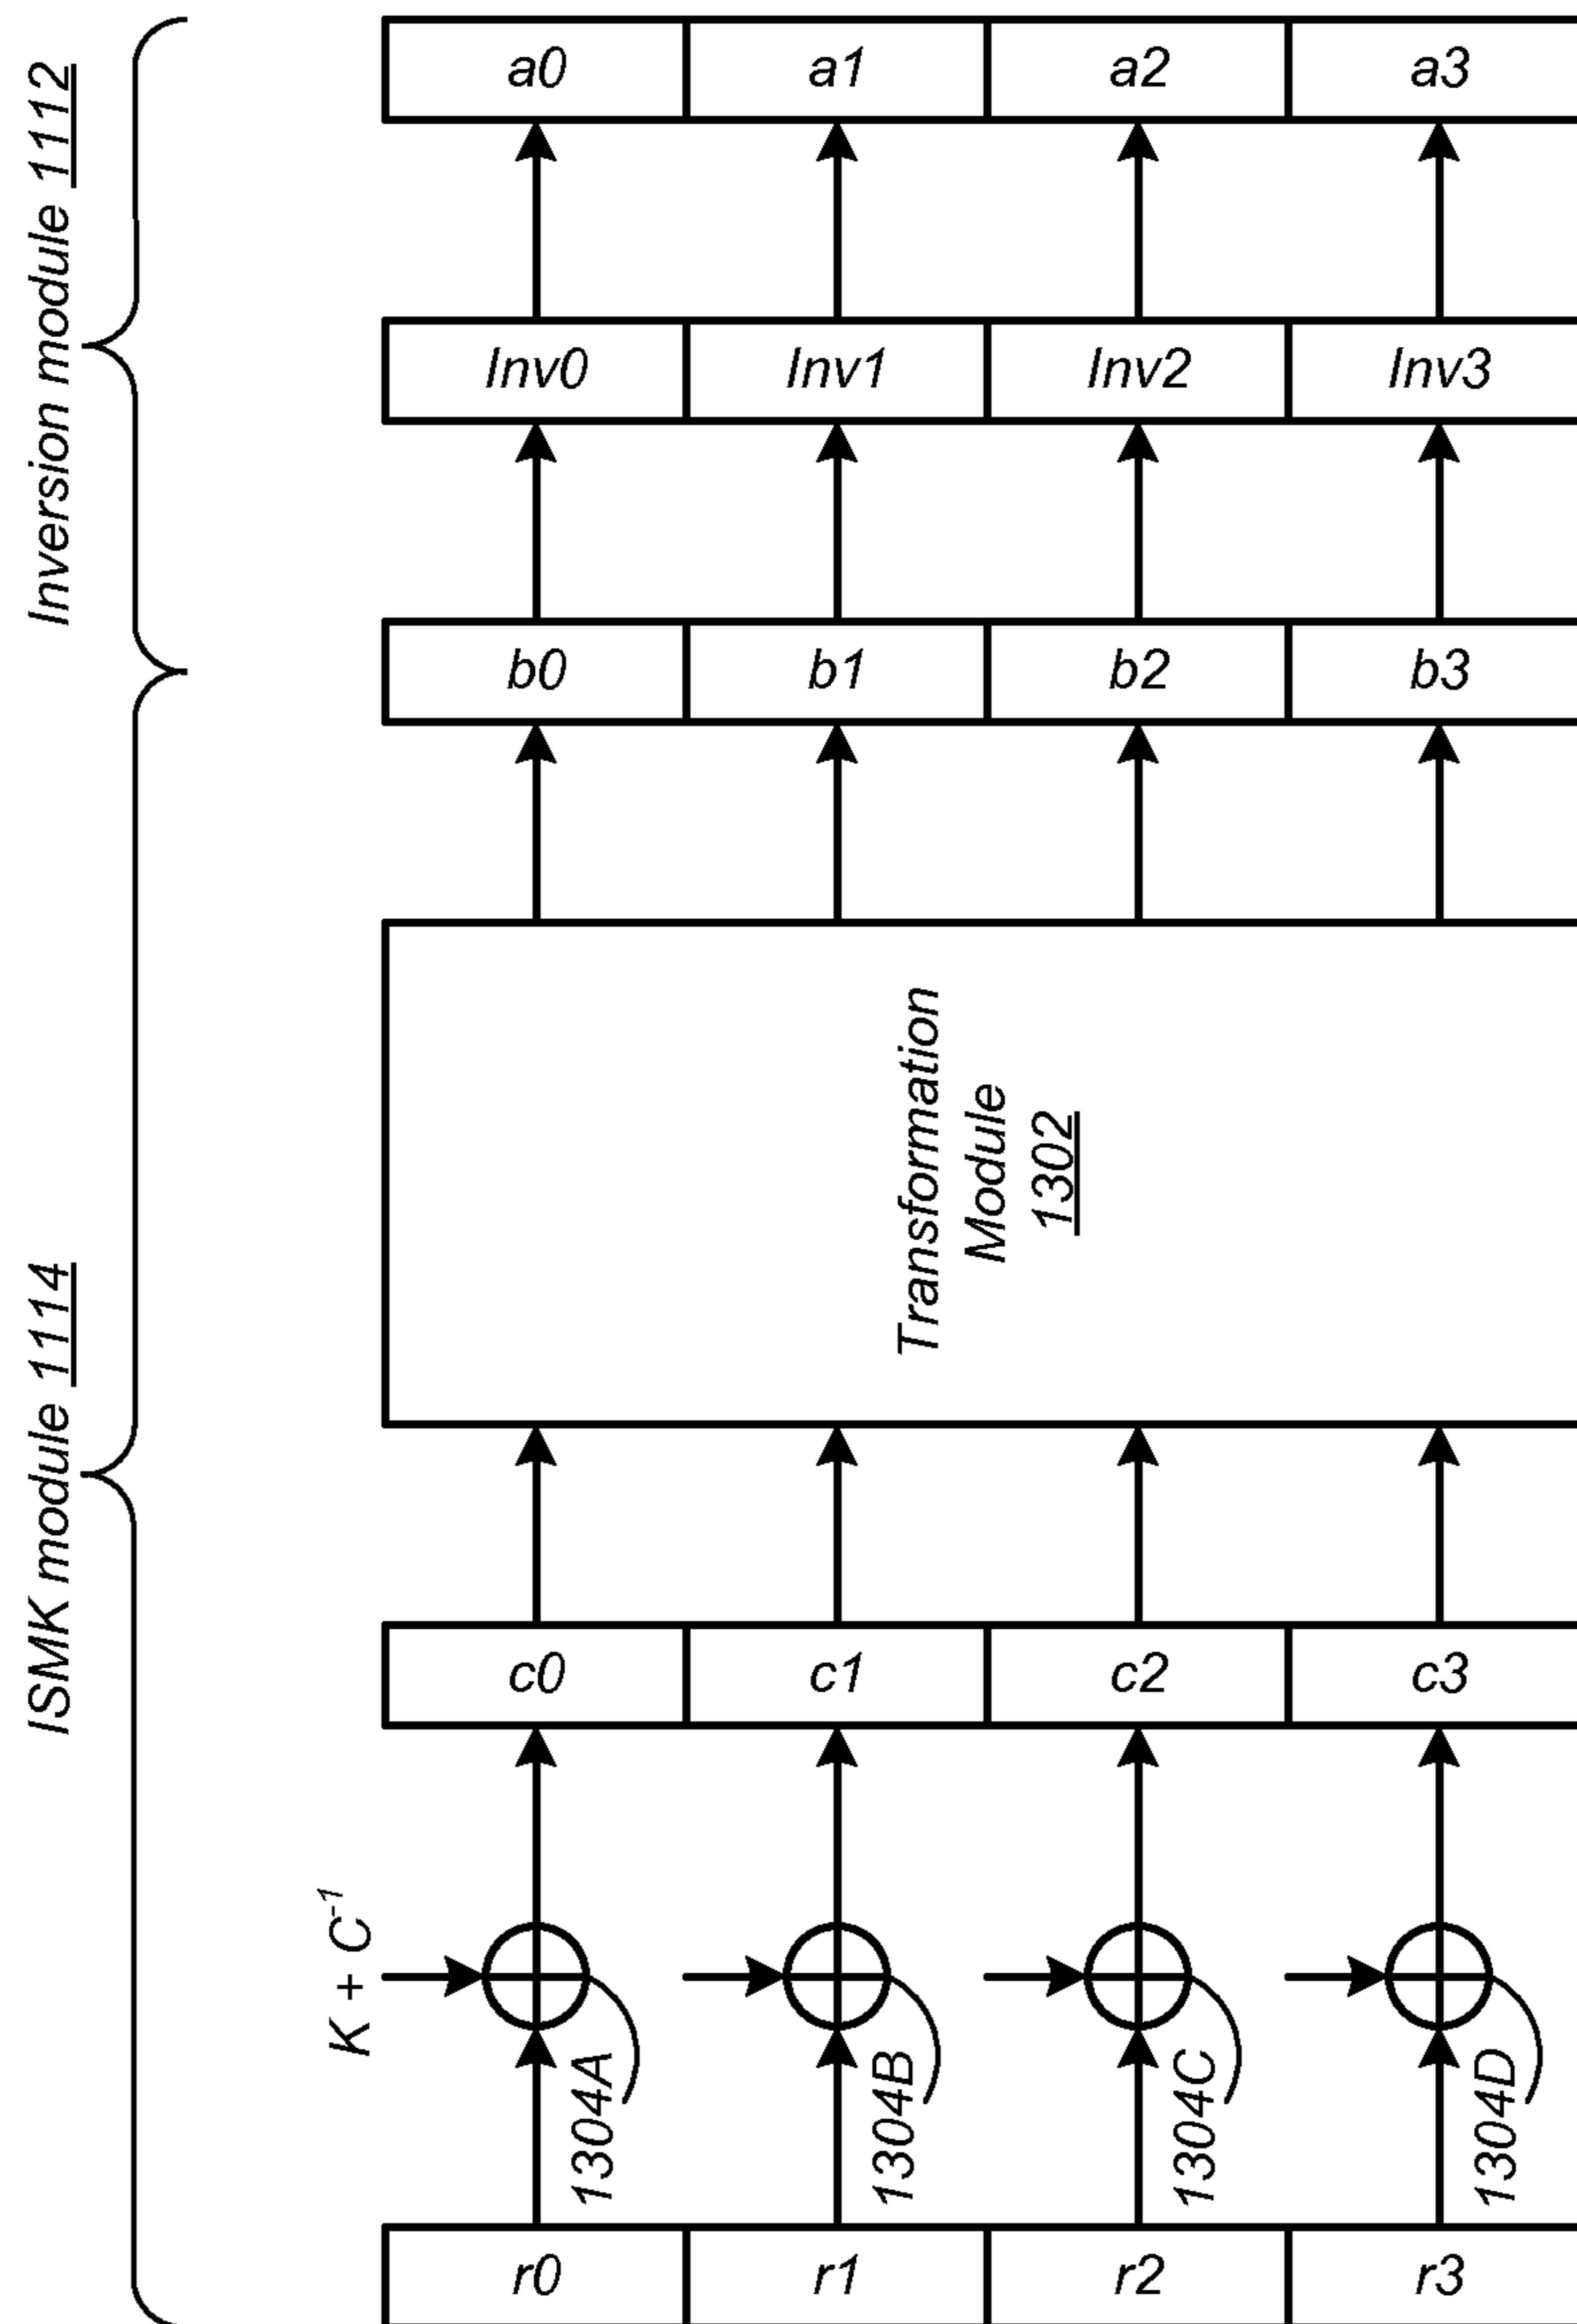 Inversion module 1112
ISMK module 1114
a0
a1
a2
a3
Inv0
Inv1
Inv2
Inv3
b0
b1
b2
b3
Transformation
Module
1302
c0
c1
c2
c3
K + C⁻¹
1304A
1304B
1304C
1304D
r0
r1
r2
r3